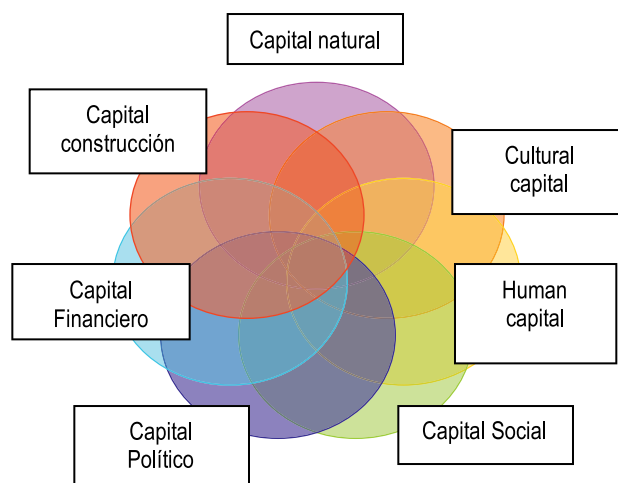 Capital natural
Capital
construcción
Cultural
capital
Capital
Financiero
Human
capital
Capital
Político
Capital Social